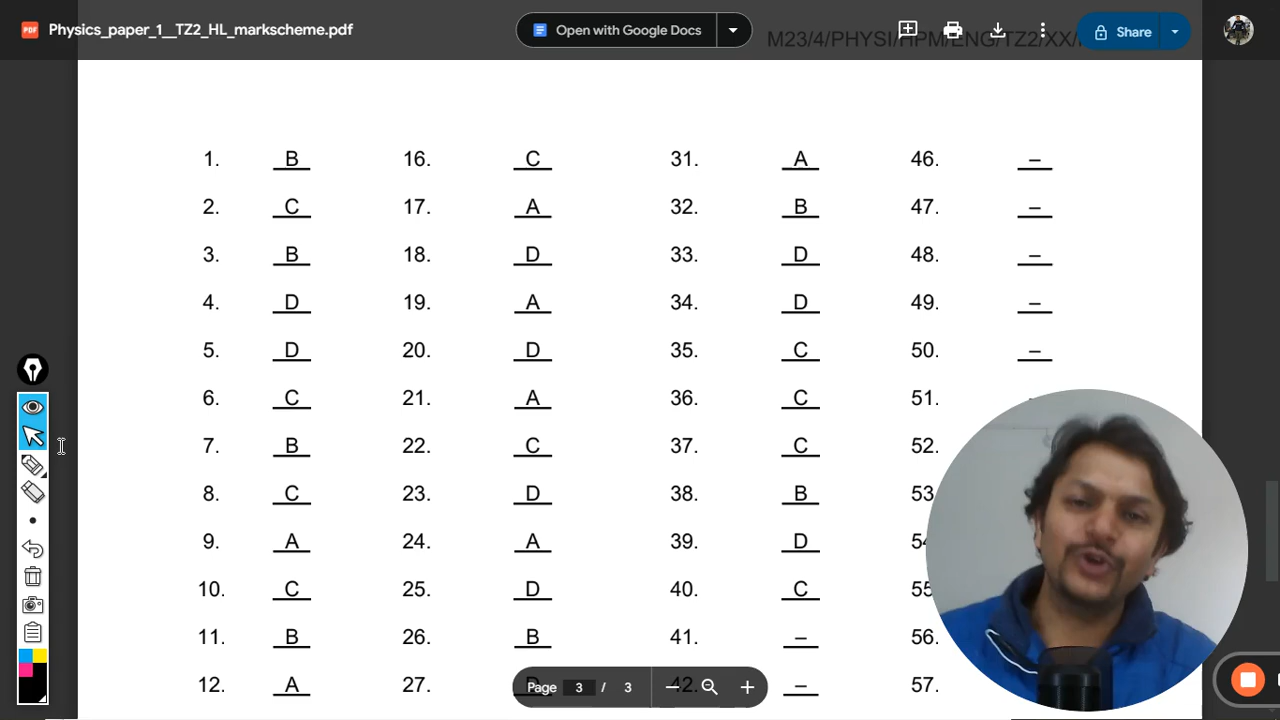 Physics_paper_1__TZ2_HL_markscheme.pdf Open with Google Docs Share
M23/4/PHYSI/HPM/ENG/TZ2/XX/
1. B 16. C 31. A 46. –
2. C 17. A 32. B 47. –
3. B 18. D 33. D 48. –
4. D 19. A 34. D 49. –
5. D 20. D 35. C 50. –
6. C 21. A 36. C 51.
7. B 22. C 37. C 52.
8. C 23. D 38. B 53
9. A 24. A 39. D
10. C 25. D 40. C 55
11. B 26. B 41. – 56.
12. A 27. 42. – 57.
Page 3 / 3